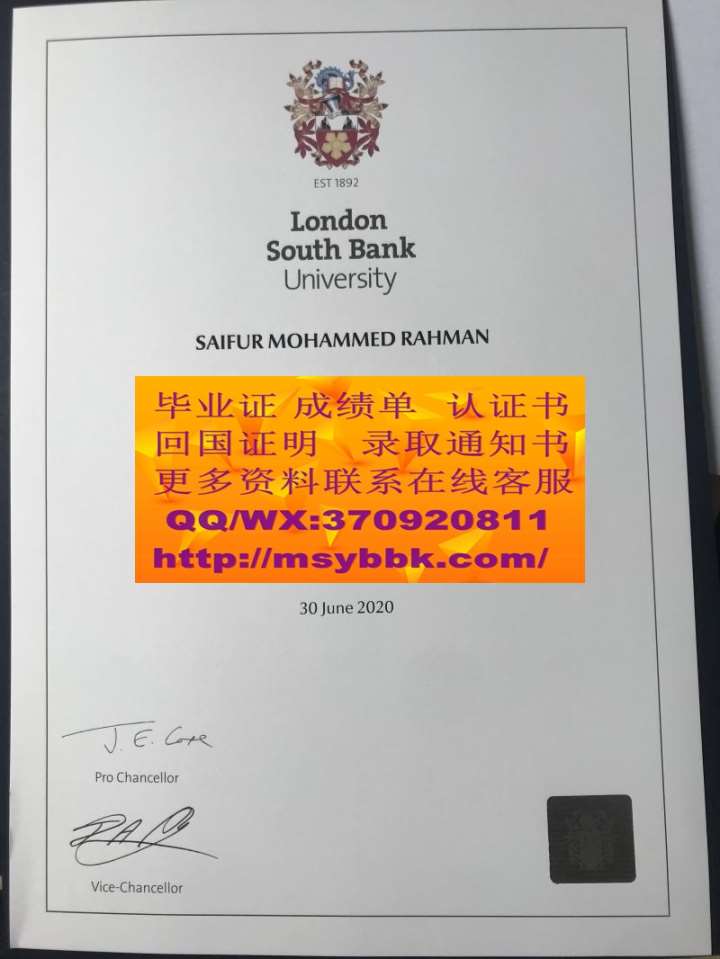 EST 1892
London
South Bank
University
SAIFUR MOHAMMED RAHMAN
毕业证 成绩单 认证书
回国证明 录取通知书
更多资料联系在线客服
QQ/WX:370920811
http://msybbk.com/
30 June 2020
J. E. Cope
Pro Chancellor
Vice-Chancellor